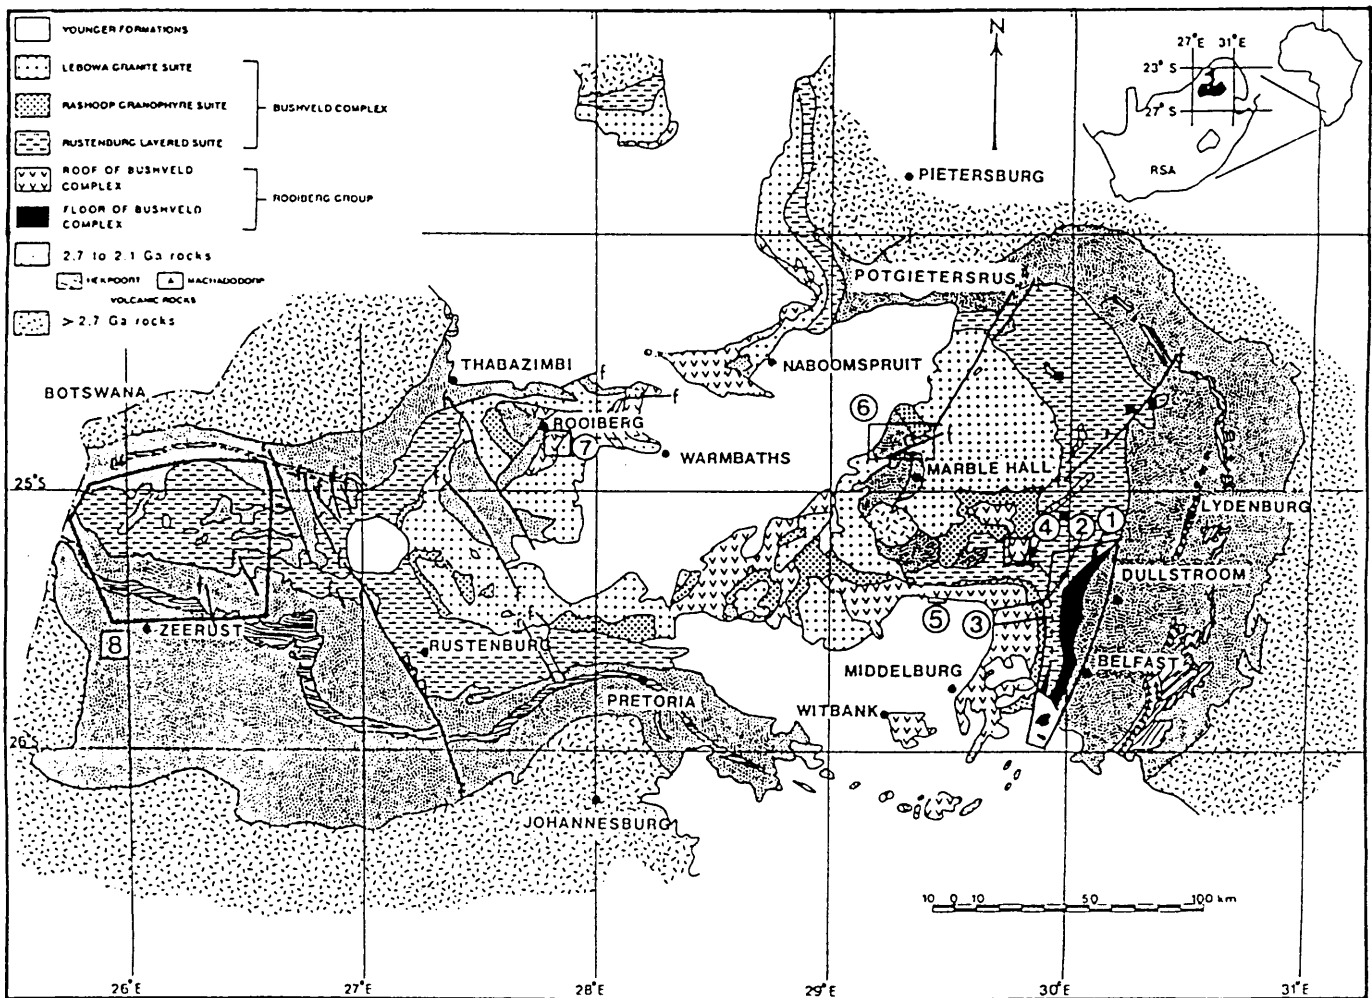 YOUNGER FORMATIONS
LEBOWA GRANITE SUITE
RASHOOP GRANOPHYRE SUITE
BUSHVELD COMPLEX
RUSTENBURG LAYERED SUITE
ROOF OF BUSHVELD
COMPLEX
ROOIBERG GROUP
FLOOR OF BUSHVELD
COMPLEX
2.7 to 2.1 Ga rocks
HEKPOORT
MACHADODORP
VOLCANIC ROCKS
> 2.7 Ga rocks
N
27°E 31°E
23°S
27°S
RSA
PIETERSBURG
POTGIETERSRUS
THABAZIMBI
NABOOMSPRUIT
BOTSWANA
f
f
f
ROOIBERG
6
7
WARMBATHS
MARBLE HALL
25°S
LYDENBURG
4
2
1
DULLSTROOM
5
3
8
ZEERUST
RUSTENBURG
MIDDELBURG
BELFAST
PRETORIA
WITBANK
26
JOHANNESBURG
10 0 10 50 100 km
26°E 27°E 28°E 29°E 30°E 31°E